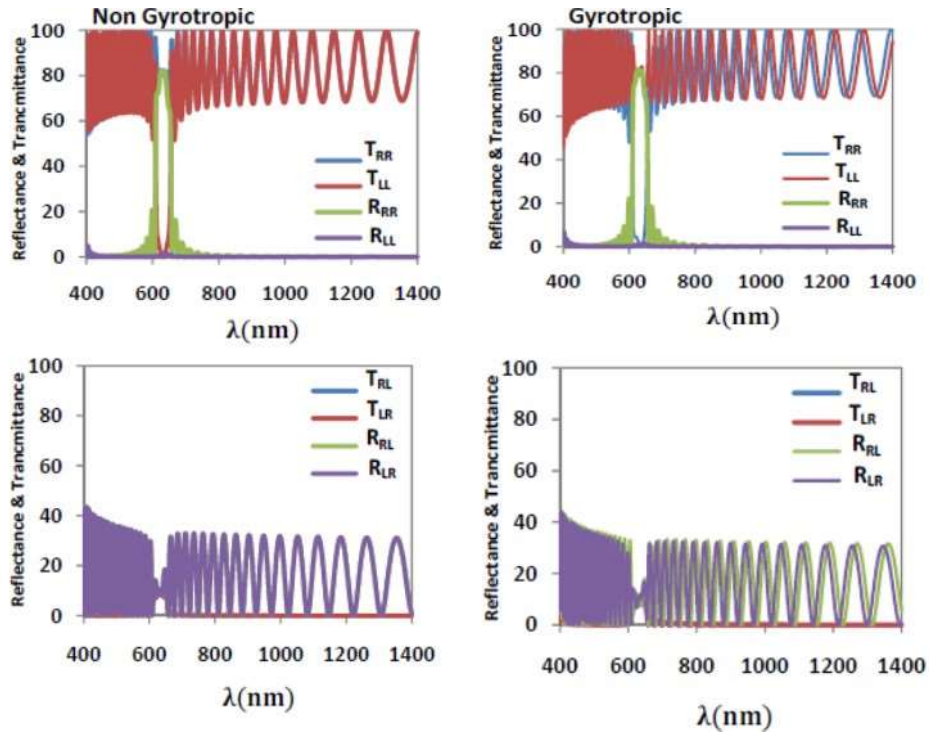 Non Gyrotropic
Reflectance & Trancmittance
100
80
60
40
20
0
T_RR
T_LL
R_RR
R_LL
400 600 800 1000 1200 1400
λ(nm)
Gyrotropic
Reflectance & Trancmittance
100
80
60
40
20
0
T_RR
T_LL
R_RR
R_LL
400 600 800 1000 1200 1400
λ(nm)
Reflectance & Trancmittance
100
80
60
40
20
0
T_RL
T_LR
R_RL
R_LR
400 600 800 1000 1200 1400
λ(nm)
Reflectance & Trancmittance
100
80
60
40
20
0
T_RL
T_LR
R_RL
R_LR
400 600 800 1000 1200 1400
λ(nm)